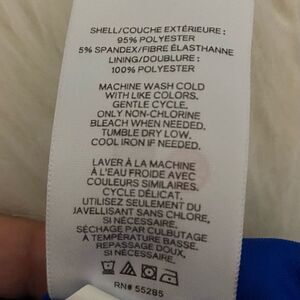 SHELL/COUCHE EXTÉRIEURE :
95% POLYESTER
5% SPANDEX/FIBRE ÉLASTHANNE
LINING/DOUBLURE :
100% POLYESTER
MACHINE WASH COLD
WITH LIKE COLORS.
GENTLE CYCLE.
ONLY NON-CHLORINE
BLEACH WHEN NEEDED.
TUMBLE DRY LOW.
COOL IRON IF NEEDED.
LAVER À LA MACHINE
À L'EAU FROIDE AVEC
COULEURS SIMILAIRES.
CYCLE DÉLICAT.
UTILISEZ SEULEMENT DU
JAVELLISANT SANS CHLORE,
SI NÉCESSAIRE.
SÉCHAGE PAR CULBUTAGE
À TEMPÉRATURE BASSE.
REPASSAGE DOUX,
SI NÉCESSAIRE.
RN# 55285